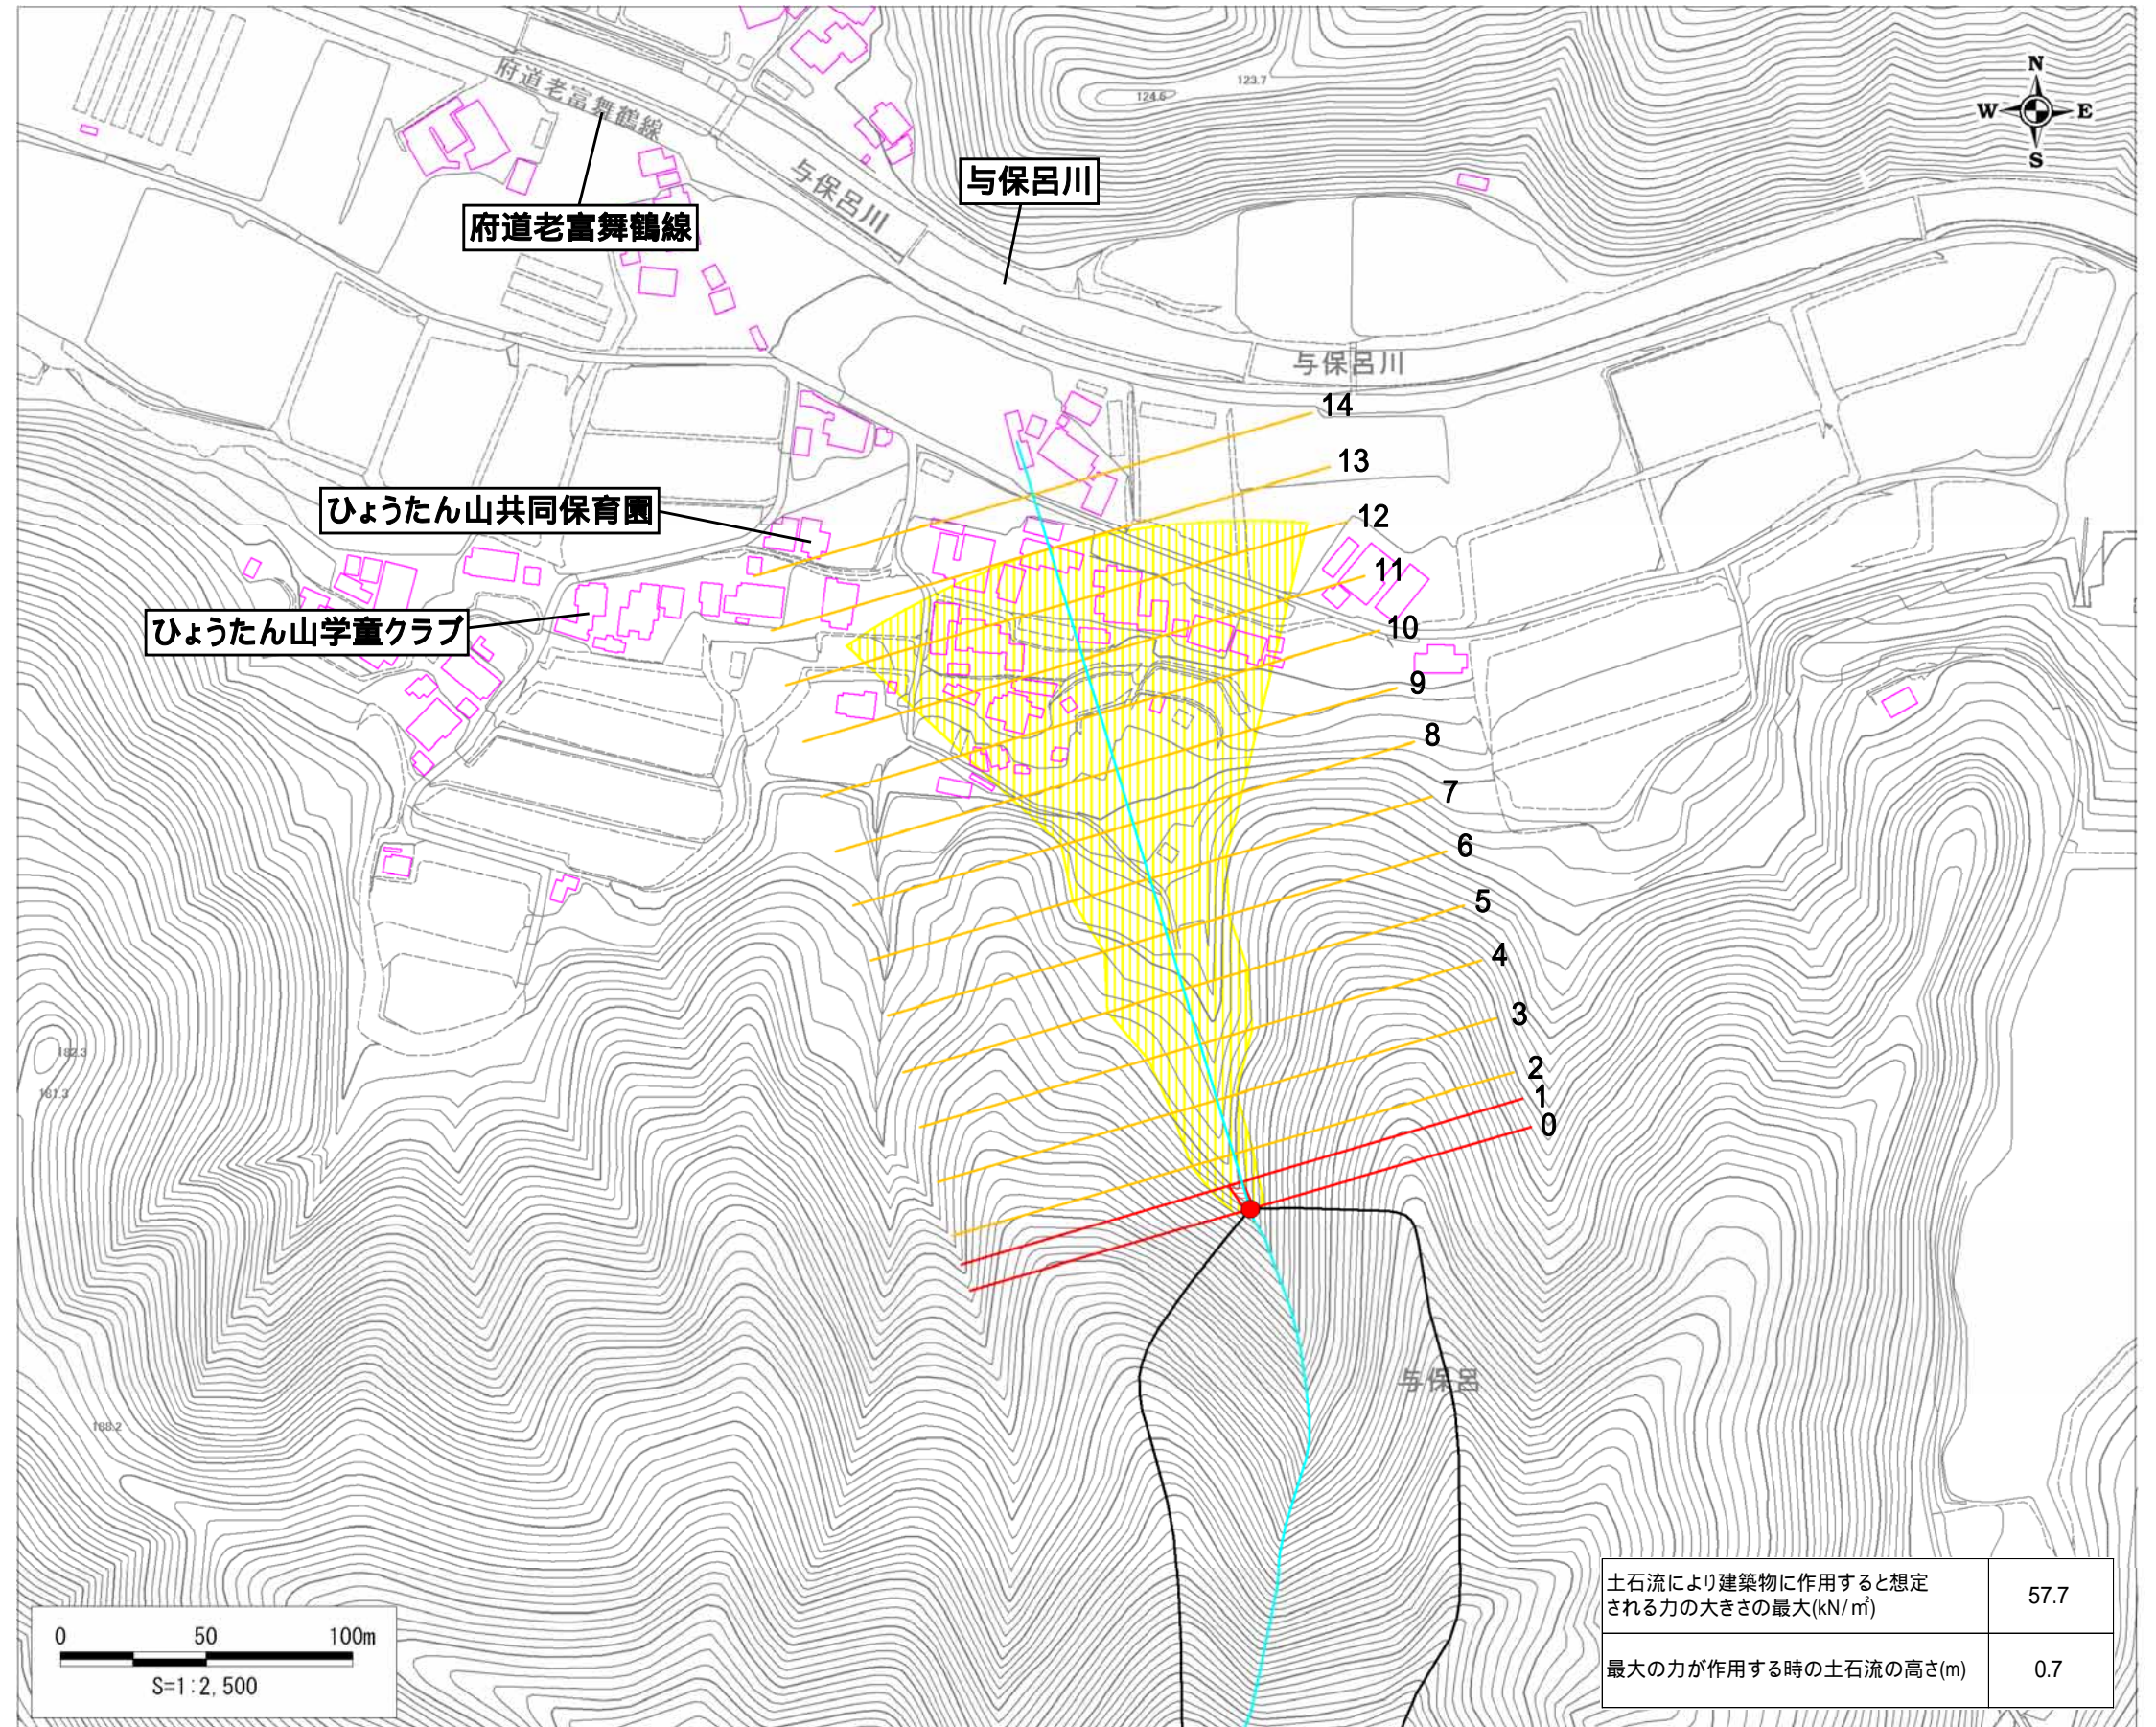 府道老富舞鶴線
123.7
124.6
N
W
E
S
与保呂川
与保呂川
府道老富舞鶴線
与保呂川
14
13
12
11
10
9
8
7
6
5
4
3
2
1
0
ひょうたん山共同保育園
ひょうたん山学童クラブ
182.3
181.3
与保呂
188.2
0 50 100m
S=1:2,500
土石流により建築物に作用すると想定
される力の大きさの最大(kN/㎡)
57.7
最大の力が作用する時の土石流の高さ(m)
0.7